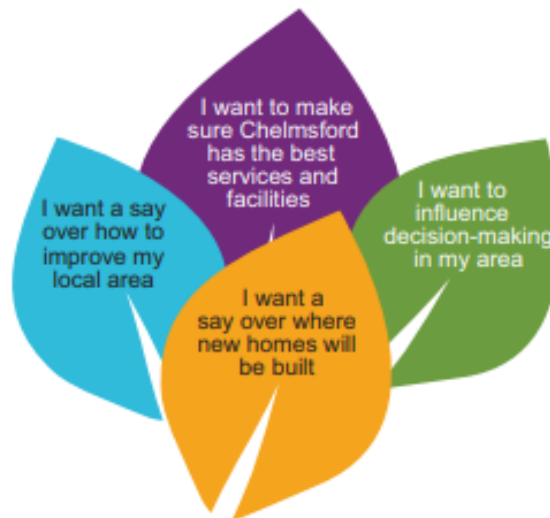 I want to make
sure Chelmsford
has the best
services and
facilities
I want a say
over how to
improve my
local area
I want to
influence
decision-making
in my area
I want a
say over where
new homes will
be built